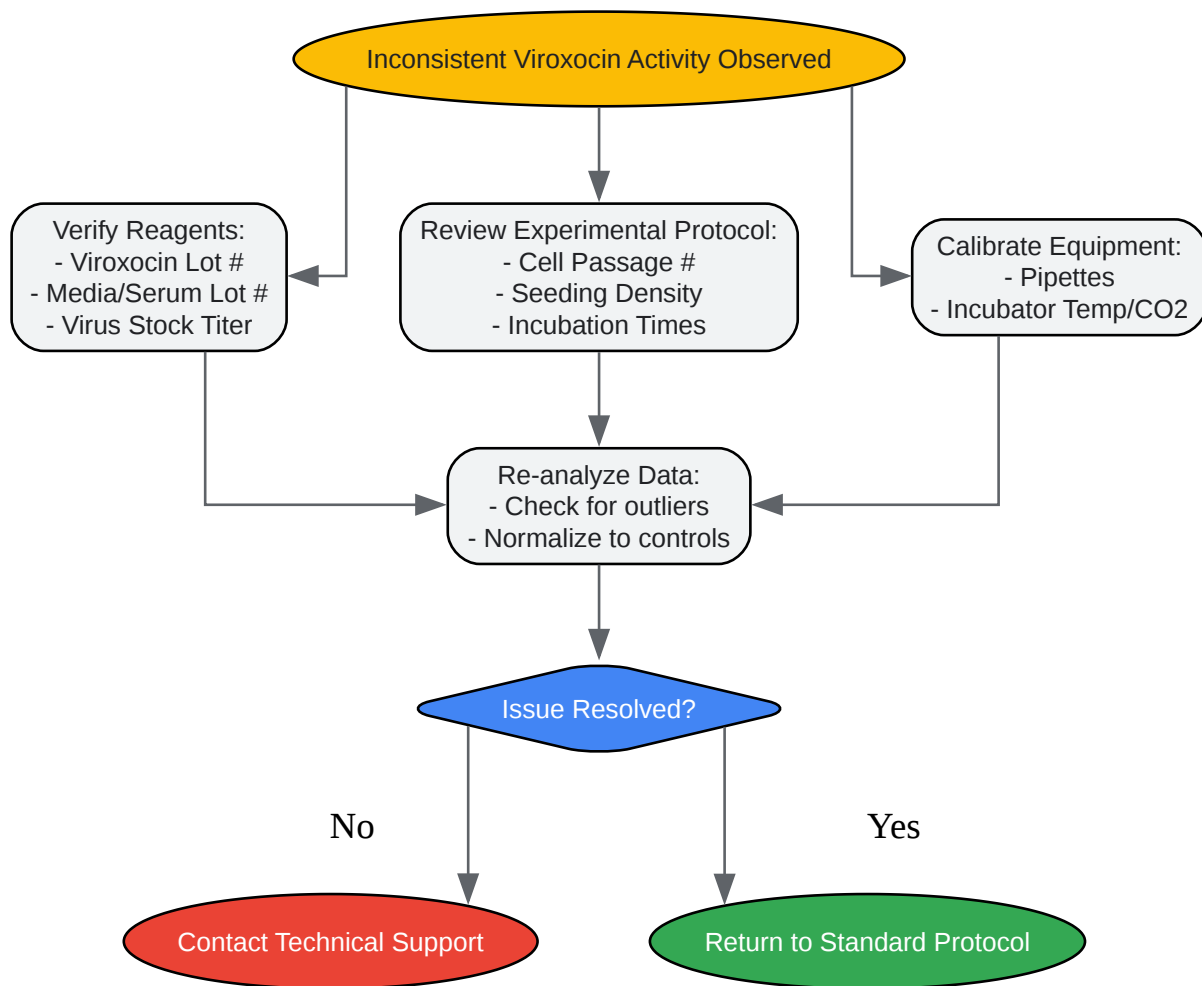 Inconsistent Viroxocin Activity Observed
Verify Reagents:
- Viroxocin Lot #
- Media/Serum Lot #
- Virus Stock Titer
Review Experimental Protocol:
- Cell Passage #
- Seeding Density
- Incubation Times
Calibrate Equipment:
- Pipettes
- Incubator Temp/CO2
Re-analyze Data:
- Check for outliers
- Normalize to controls
Issue Resolved?
No
Yes
Contact Technical Support
Return to Standard Protocol